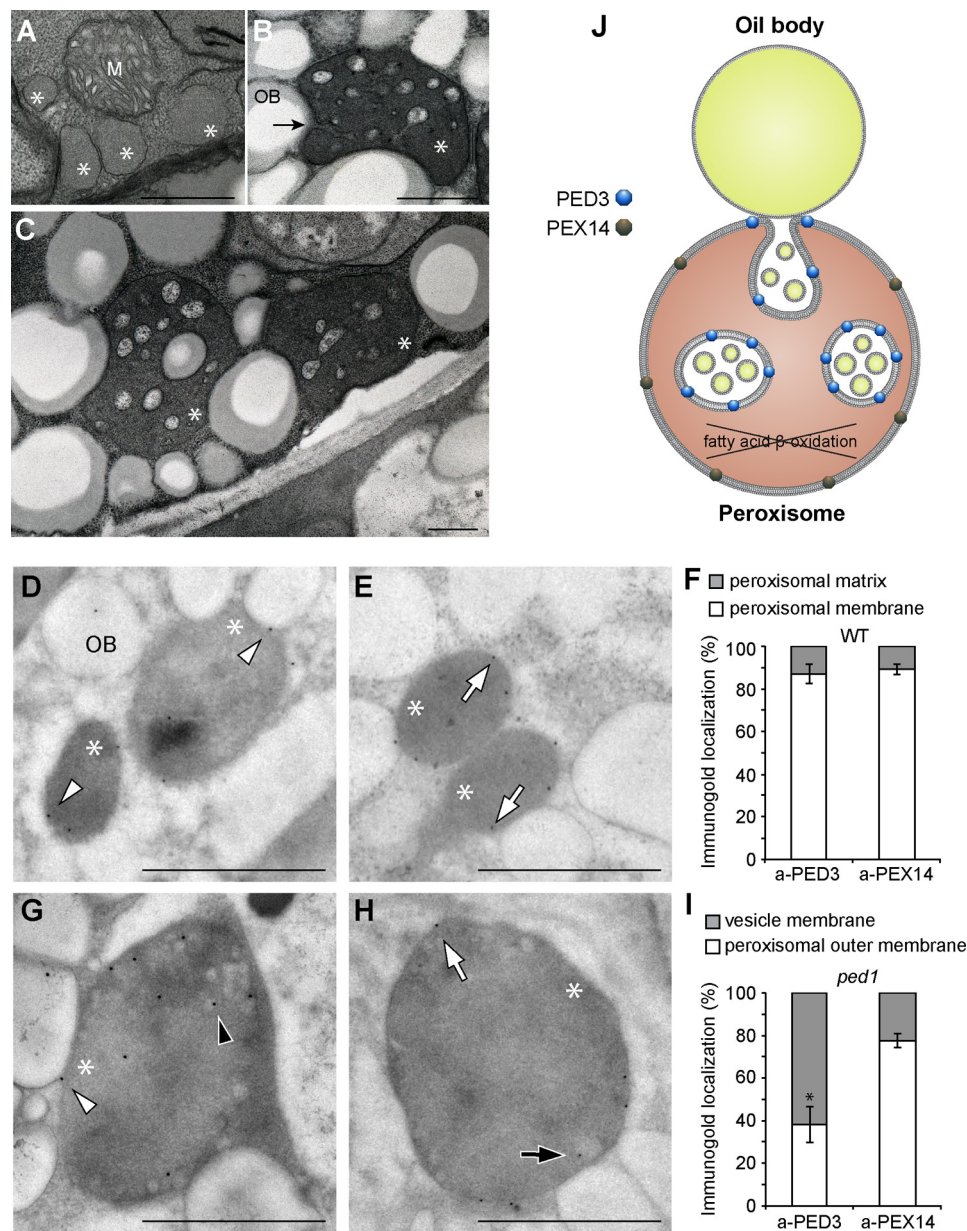 A
M
*
*
*
*
B
OB
*
C
*
*
J
Oil body
PED3
PEX14
fatty acid β-oxidation
Peroxisome
D
OB
*
*
E
*
*
F
peroxisomal matrix
peroxisomal membrane
WT
Immunogold localization (%)
100
80
60
40
20
0
a-PED3 a-PEX14
G
*
H
*
I
vesicle membrane
peroxisomal outer membrane
ped1
Immunogold localization (%)
100
80
60
40
20
0
*
a-PED3 a-PEX14